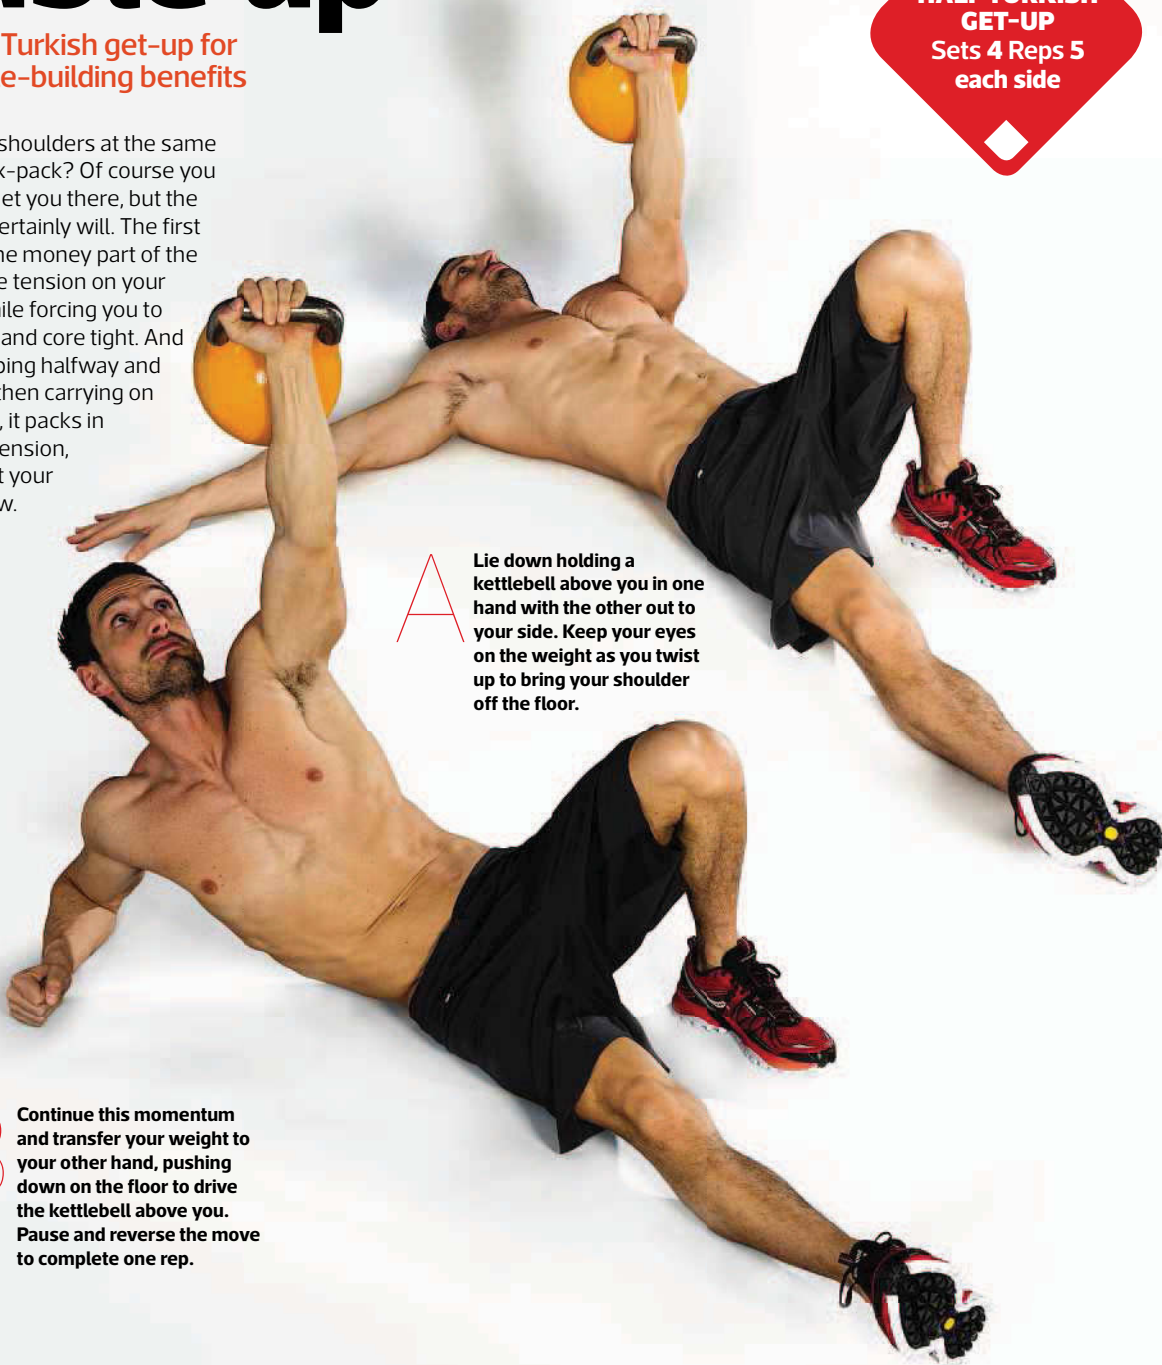 up
Turkish get-up for
e-building benefits
shoulders at the same
x-pack? Of course you
et you there, but the
ertainly will. The first
ne money part of the
e tension on your
ile forcing you to
and core tight. And
ping halfway and
then carrying on
, it packs in
ension,
t your
w.
HALF TURKISH
GET-UP
Sets 4 Reps 5
each side
A
Lie down holding a
kettlebell above you in one
hand with the other out to
your side. Keep your eyes
on the weight as you twist
up to bring your shoulder
off the floor.
Continue this momentum
and transfer your weight to
your other hand, pushing
down on the floor to drive
the kettlebell above you.
Pause and reverse the move
to complete one rep.